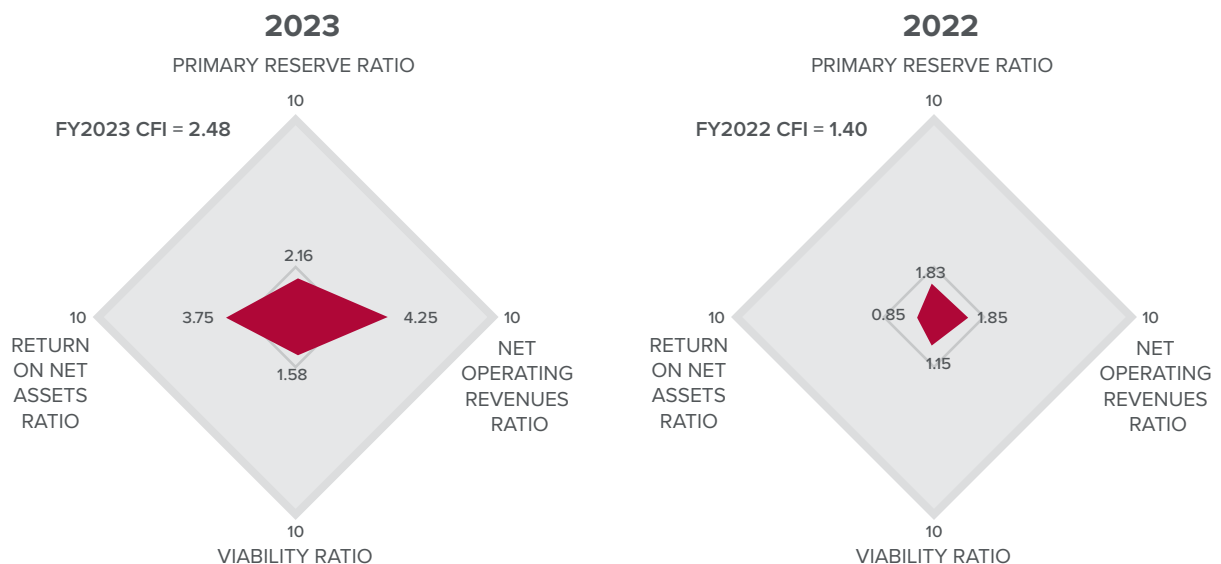 2023
PRIMARY RESERVE RATIO
10
FY2023 CFI = 2.48
2.16
10
3.75
4.25
10
RETURN
ON NET
ASSETS
RATIO
NET
OPERATING
REVENUES
RATIO
1.58
10
VIABILITY RATIO
2022
PRIMARY RESERVE RATIO
10
FY2022 CFI = 1.40
1.83
10
0.85
1.85
10
RETURN
ON NET
ASSETS
RATIO
NET
OPERATING
REVENUES
RATIO
1.15
10
VIABILITY RATIO